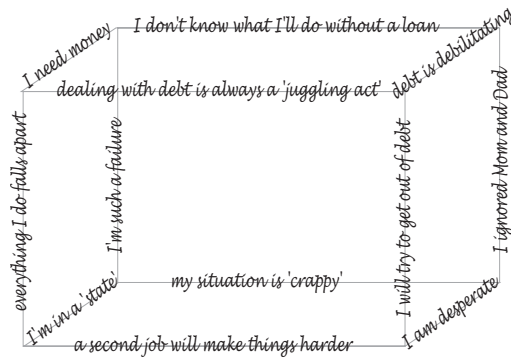 I don't know what I'll do without a loan
I need money
debt is debilitating
dealing with debt is always a 'juggling act'
everything I do falls apart
I'm such a failure
I will try to get out of debt
I ignored Mom and Dad
my situation is 'crappy'
I'm in a 'state'
I am desperate
a second job will make things harder